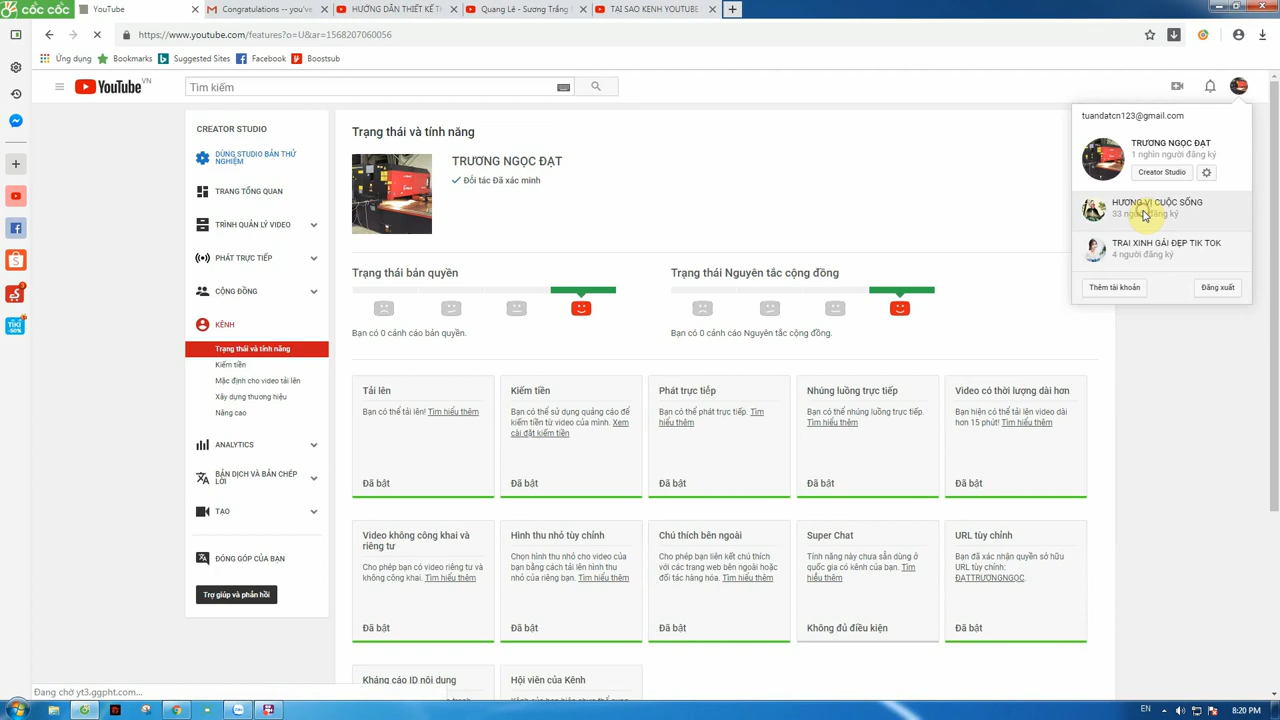 cốc cốc
YouTube
Congratulations -- you've
HƯỚNG DẪN THIẾT KẾ T
Quang Lê - Sương Trắng
TẠI SAO KENH YOUTUBE
https://www.youtube.com/features?o=U&ar=1568207060056
Ứng dụng
Bookmarks
Suggested Sites
Facebook
Boostsub
YouTube VN
Tìm kiếm
tuandatcn123@gmail.com
TRƯƠNG NGỌC ĐẠT
1 nghìn người đăng ký
Creator Studio
HƯƠNG VỊ CUỘC SỐNG
33 người đăng ký
TRAI XINH GÁI ĐẸP TIK TOK
4 người đăng ký
Thêm tài khoản
Đăng xuất
CREATOR STUDIO
DÙNG STUDIO BẢN THỬ
NGHIỆM
TRANG TỔNG QUAN
TRÌNH QUẢN LÝ VIDEO
PHÁT TRỰC TIẾP
CỘNG ĐỒNG
KÊNH
Trạng thái và tính năng
Kiếm tiền
Mặc định cho video tải lên
Xây dựng thương hiệu
Nâng cao
ANALYTICS
BẢN DỊCH VÀ BẢN CHÉP
LỜI
TẠO
ĐÓNG GÓP CỦA BẠN
Trợ giúp và phản hồi
Trạng thái và tính năng
TRƯƠNG NGỌC ĐẠT
Đối tác Đã xác minh
Trạng thái bản quyền
Bạn có 0 cảnh cáo bản quyền.
Trạng thái Nguyên tắc cộng đồng
Bạn có 0 cảnh cáo Nguyên tắc cộng đồng.
Tải lên
Bạn có thể tải lên! Tìm hiểu thêm
Đã bật
Kiếm tiền
Bạn có thể sử dụng quảng cáo để
kiếm tiền từ video của mình. Xem
cài đặt kiếm tiền
Đã bật
Phát trực tiếp
Bạn có thể phát trực tiếp. Tìm
hiểu thêm
Đã bật
Nhúng luồng trực tiếp
Bạn có thể nhúng luồng trực tiếp.
Tìm hiểu thêm
Đã bật
Video có thời lượng dài hơn
Bạn hiện có thể tải lên video dài
hơn 15 phút! Tìm hiểu thêm
Đã bật
Video không công khai và
riêng tư
Cho phép bạn có video riêng tư và
không công khai. Tìm hiểu thêm
Đã bật
Hình thu nhỏ tùy chỉnh
Chọn hình thu nhỏ cho video của
bạn bằng cách tải lên hình thu
nhỏ của riêng bạn. Tìm hiểu thêm
Đã bật
Chú thích bên ngoài
Cho phép bạn liên kết chú thích
với các trang web bên ngoài hoặc
đối tác hàng hóa. Tìm hiểu thêm
Đã bật
Super Chat
Tính năng này chưa sẵn dùng ở
quốc gia có kênh của bạn. Tìm
hiểu thêm
Không đủ điều kiện
URL tùy chỉnh
Bạn đã xác nhận quyền sở hữu
URL tùy chỉnh:
ĐẠTTRƯƠNGNGỌC.
Đã bật
Kháng cáo ID nội dung
Hội viên của Kênh
Đang chờ yt3.ggpht.com...
EN
8:20 PM